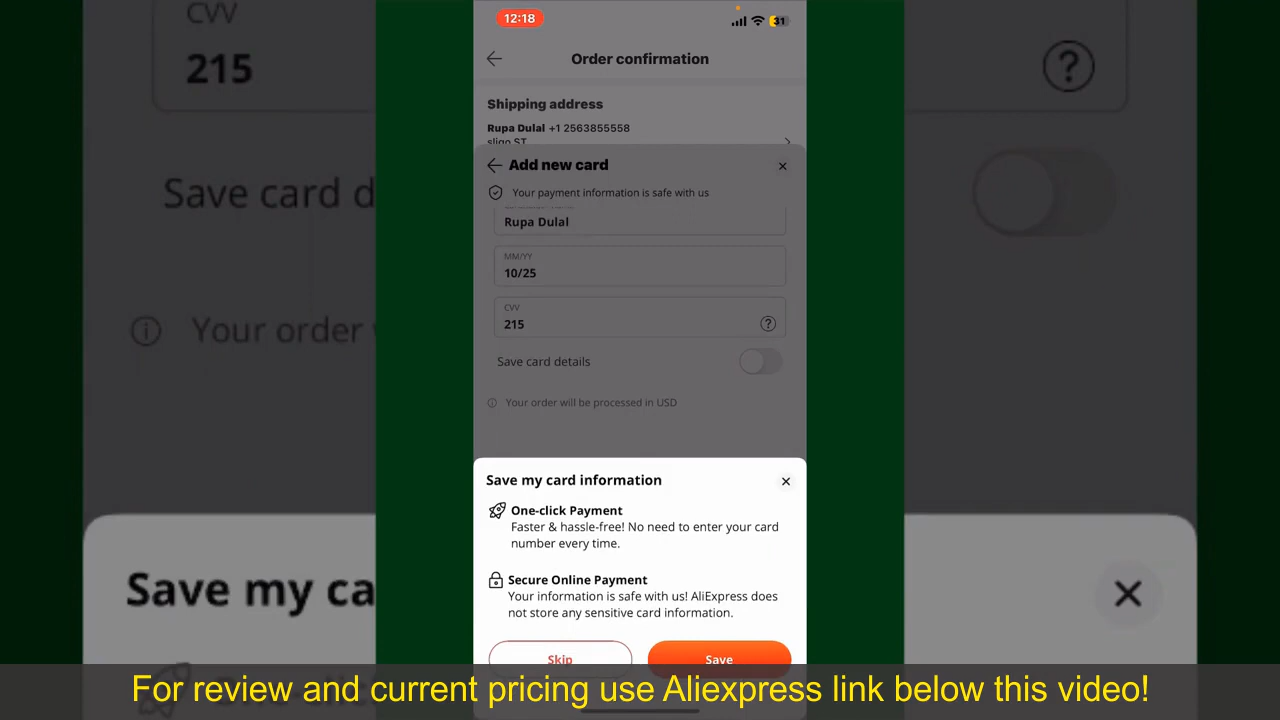 12:18
31
Order confirmation
Shipping address
Rupa Dulal +1 2563855558
sligo ST
Add new card
Your payment information is safe with us
Rupa Dulal
MM/YY
10/25
CVV
215
Save card details
Your order will be processed in USD
Save my card information
One-click Payment
Faster & hassle-free! No need to enter your card
number every time.
Secure Online Payment
Your information is safe with us! AliExpress does
not store any sensitive card information.
Skip
Save
CVV
215
Save card d
Your order
Save my ca
For review and current pricing use Aliexpress link below this video!